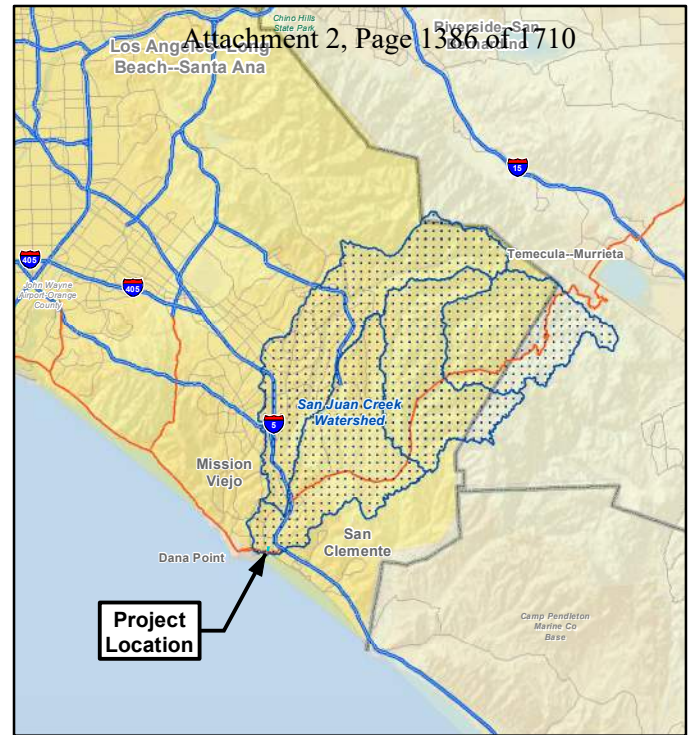 Chino Hills
State Park
Attachment 2, Page 1386 of 1710
Los Angeles--Long
Beach--Santa Ana
Riverside--San
Bernardino
15
405
John Wayne
Airport-Orange
County
405
Temecula--Murrieta
San Juan Creek
Watershed
5
Mission
Viejo
San
Clemente
Dana Point
Project
Location
Camp Pendleton
Marine Co
Base